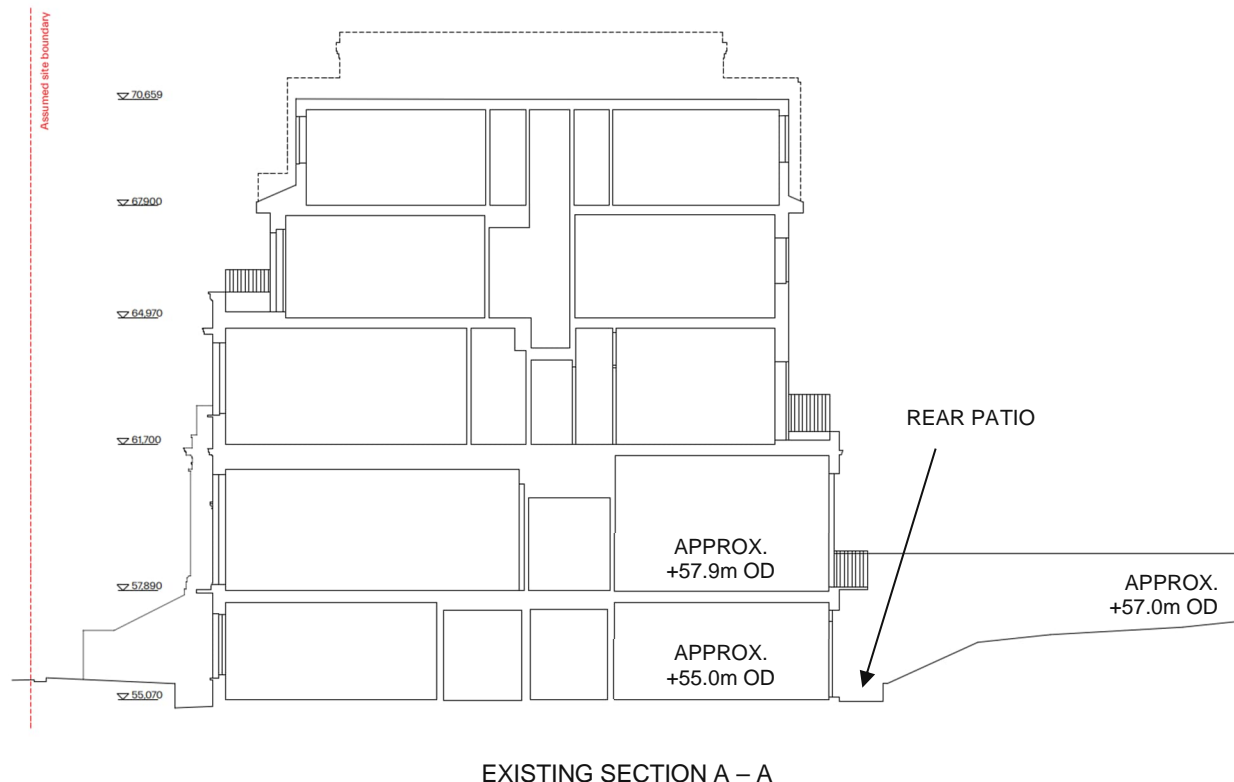 Assumed site boundary
70,659
67,900
64,970
61,700
57,890
55,070
REAR PATIO
APPROX.
+57.9m OD
APPROX.
+57.0m OD
APPROX.
+55.0m OD
EXISTING SECTION A – A